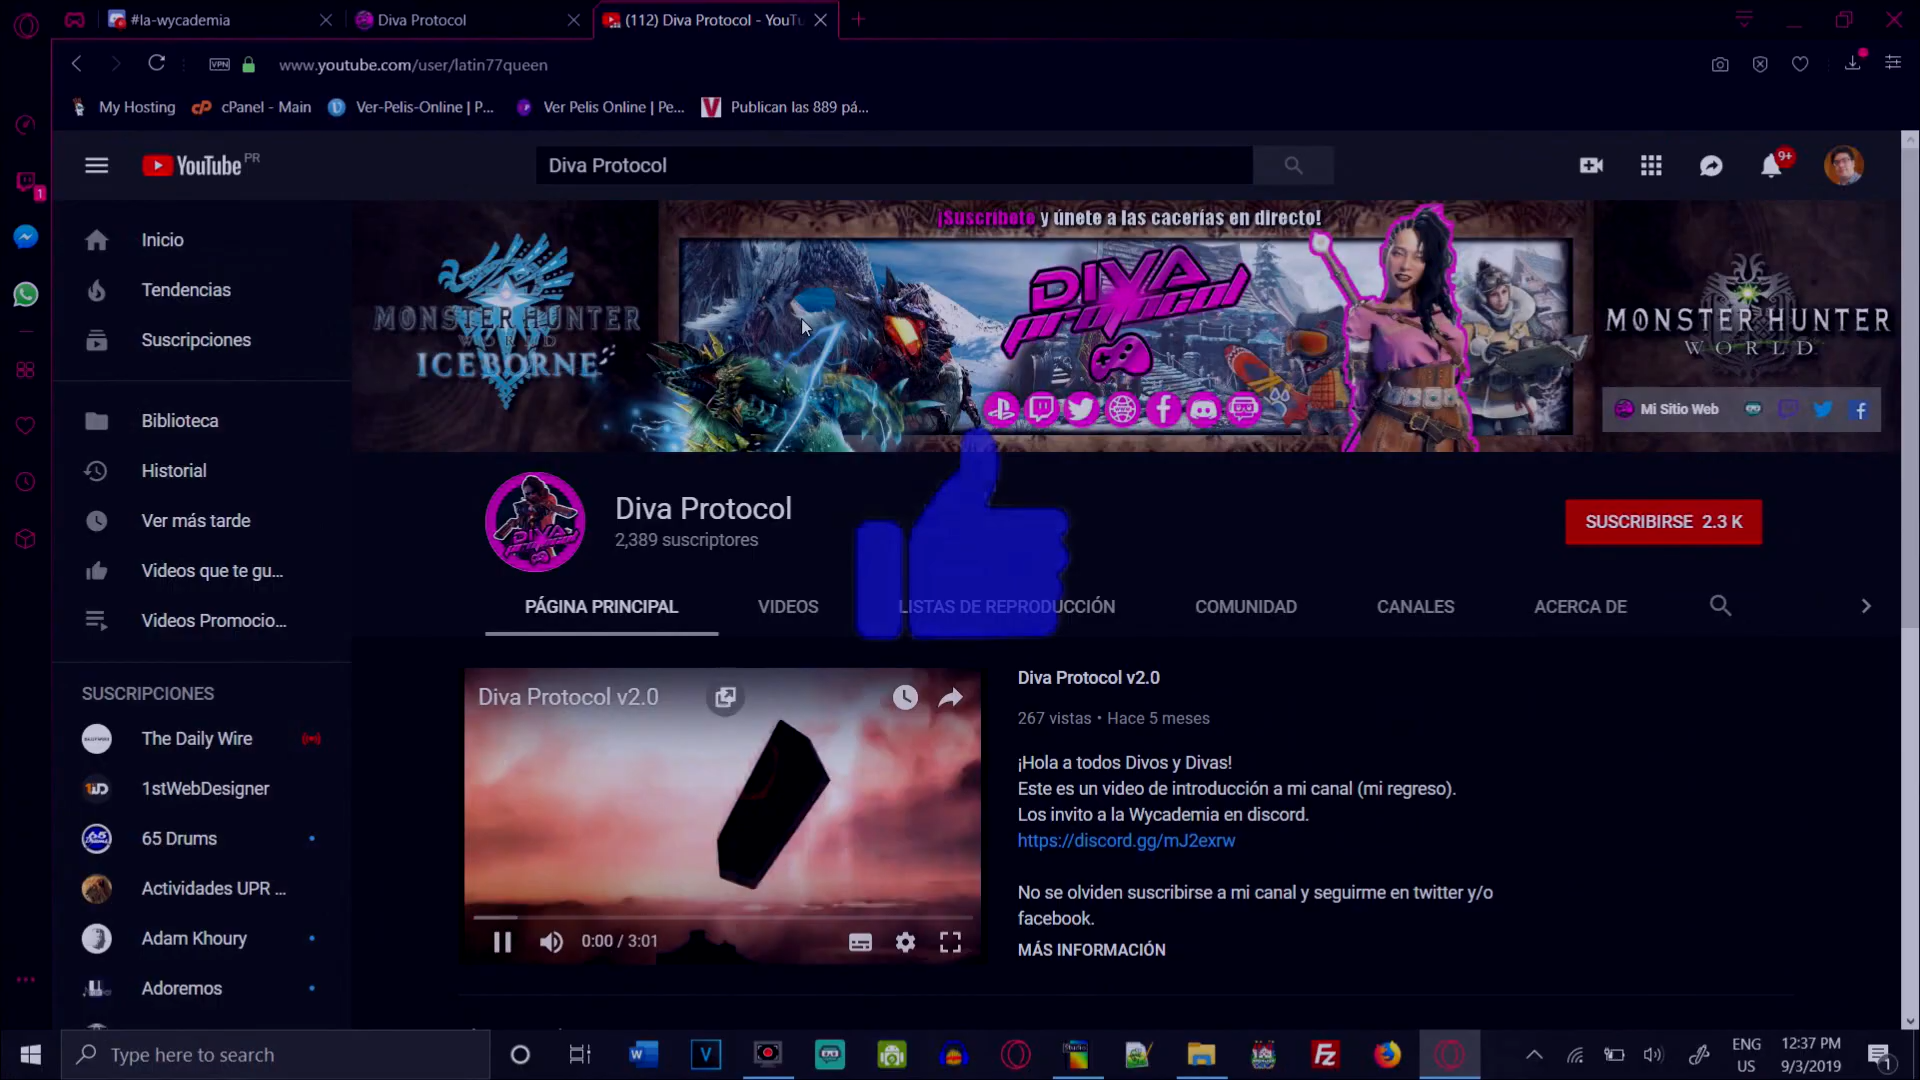 #la-wycademia
Diva Protocol
(112) Diva Protocol - YouTu
VPN
www.youtube.com/user/latin77queen
My Hosting
cPanel - Main
Ver-Pelis-Online | P...
Ver Pelis Online | Pe...
Publican las 889 pá...
1
YouTube PR
Diva Protocol
9+
¡Suscríbete y únete a las cacerías en directo!
MONSTER HUNTER
WORLD
ICEBORNE
DIVA
protocol
MONSTER HUNTER
WORLD
Mi Sitio Web
Inicio
Tendencias
Suscripciones
Biblioteca
Historial
Ver más tarde
Videos que te gu...
Videos Promocio...
SUSCRIPCIONES
The Daily Wire
1stWebDesigner
65 Drums
Actividades UPR ...
Adam Khoury
Adoremos
DIVA
protocol
Diva Protocol
2,389 suscriptores
SUSCRIBIRSE 2.3 K
PÁGINA PRINCIPAL
VIDEOS
LISTAS DE REPRODUCCIÓN
COMUNIDAD
CANALES
ACERCA DE
Diva Protocol v2.0
0:00 / 3:01
Diva Protocol v2.0
267 vistas • Hace 5 meses
¡Hola a todos Divos y Divas!
Este es un video de introducción a mi canal (mi regreso).
Los invito a la Wycademia en discord.
https://discord.gg/mJ2exrw
No se olviden suscribirse a mi canal y seguirme en twitter y/o
facebook.
MÁS INFORMACIÓN
Type here to search
ENG
US
12:37 PM
9/3/2019
1